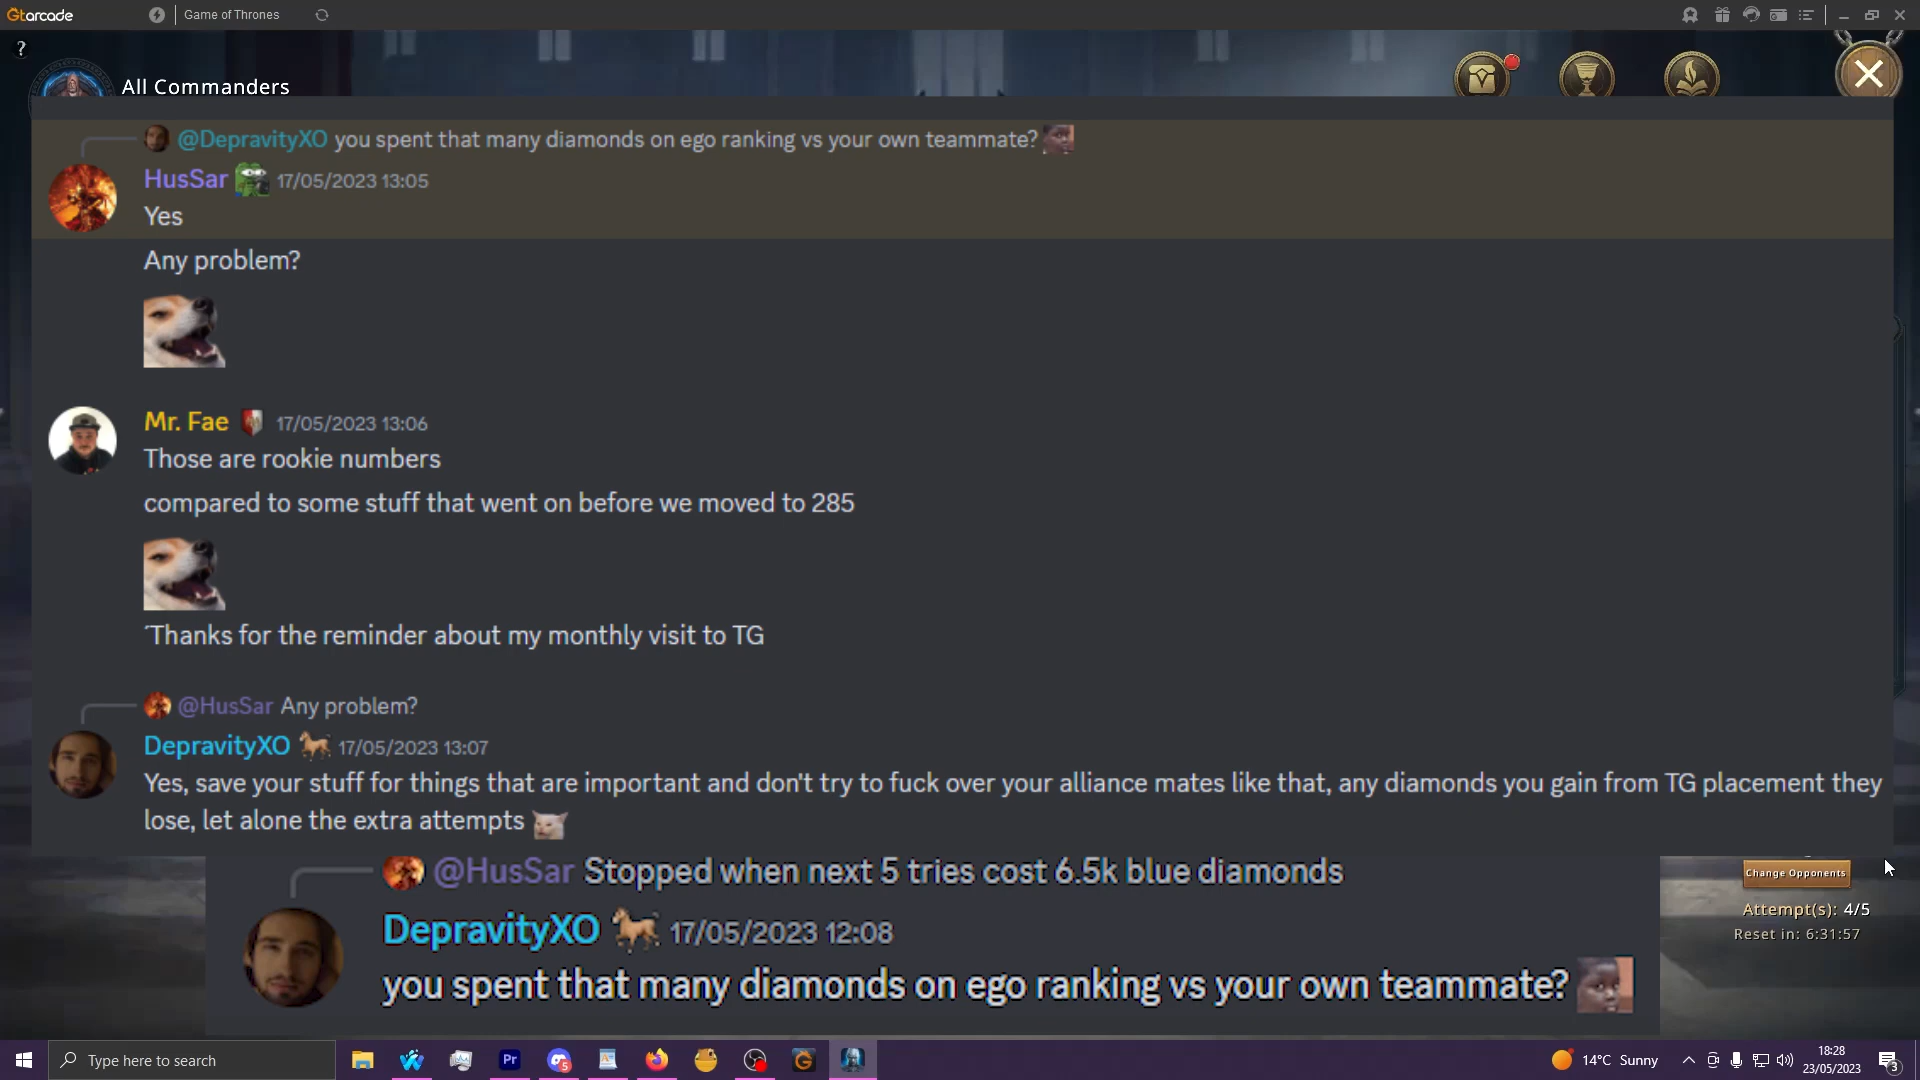 Gtarcade
Game of Thrones
?
All Commanders
@DepravityXO you spent that many diamonds on ego ranking vs your own teammate?
HusSar 17/05/2023 13:05
Yes
Any problem?
Mr. Fae 17/05/2023 13:06
Those are rookie numbers
compared to some stuff that went on before we moved to 285
´Thanks for the reminder about my monthly visit to TG
@HusSar Any problem?
DepravityXO 17/05/2023 13:07
Yes, save your stuff for things that are important and don't try to fuck over your alliance mates like that, any diamonds you gain from TG placement they
lose, let alone the extra attempts
@HusSar Stopped when next 5 tries cost 6.5k blue diamonds
DepravityXO 17/05/2023 12:08
you spent that many diamonds on ego ranking vs your own teammate?
Change Opponents
Attempt(s): 4/5
Reset in: 6:31:57
Type here to search
Pr
5
G
14°C Sunny
18:28
23/05/2023
3